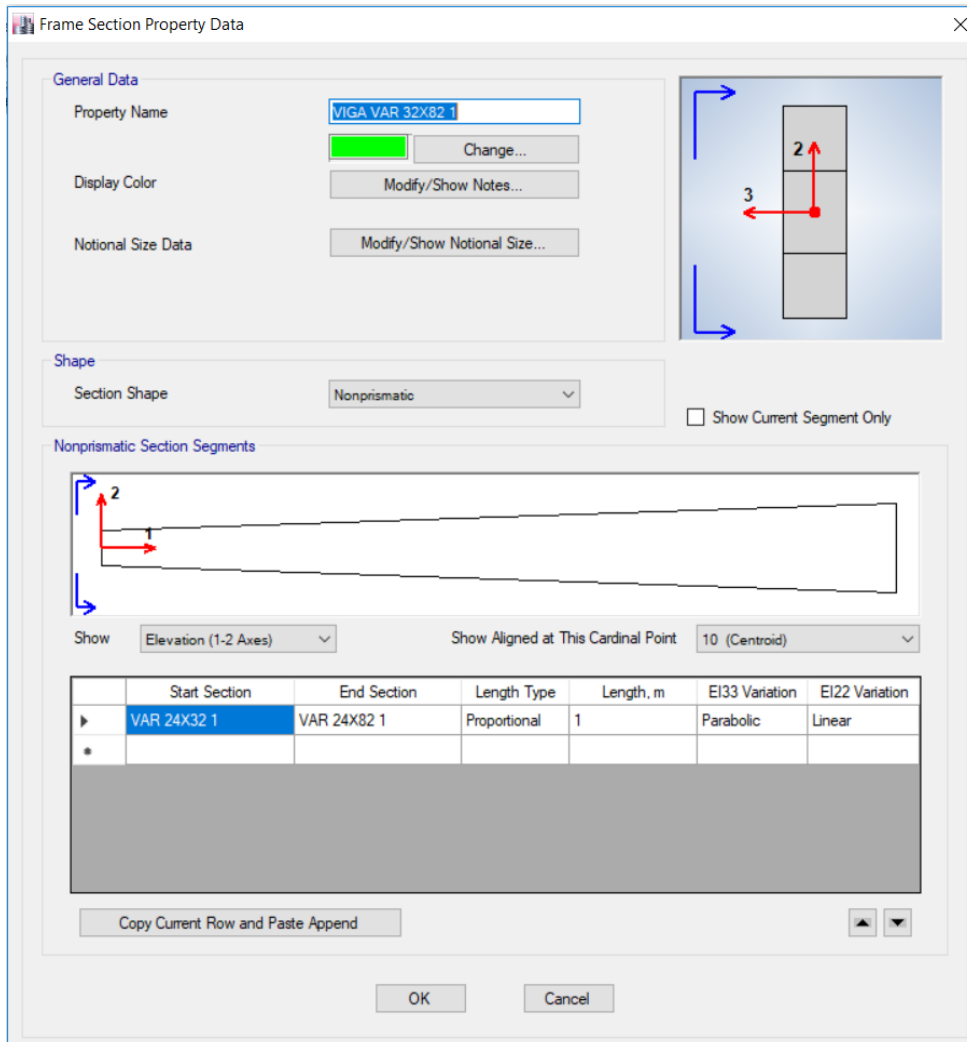 Frame Section Property Data
General Data
Property Name
VIGA VAR 32X82 1
Change...
Display Color
Modify/Show Notes...
Notional Size Data
Modify/Show Notional Size...
2
3
Shape
Section Shape
Nonprismatic
Show Current Segment Only
Nonprismatic Section Segments
2
1
Show
Elevation (1-2 Axes)
Show Aligned at This Cardinal Point
10 (Centroid)
Start Section End Section Length Type Length, m EI33 Variation EI22 Variation
VAR 24X32 1 VAR 24X82 1 Proportional 1 Parabolic Linear
*
Copy Current Row and Paste Append
OK Cancel